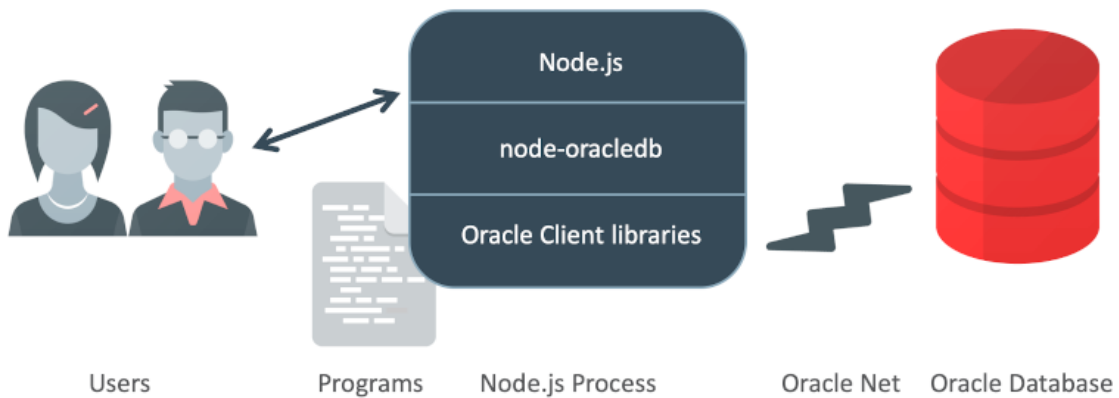 Node.js
node-oracledb
Oracle Client libraries
Users
Programs
Node.js Process
Oracle Net
Oracle Database